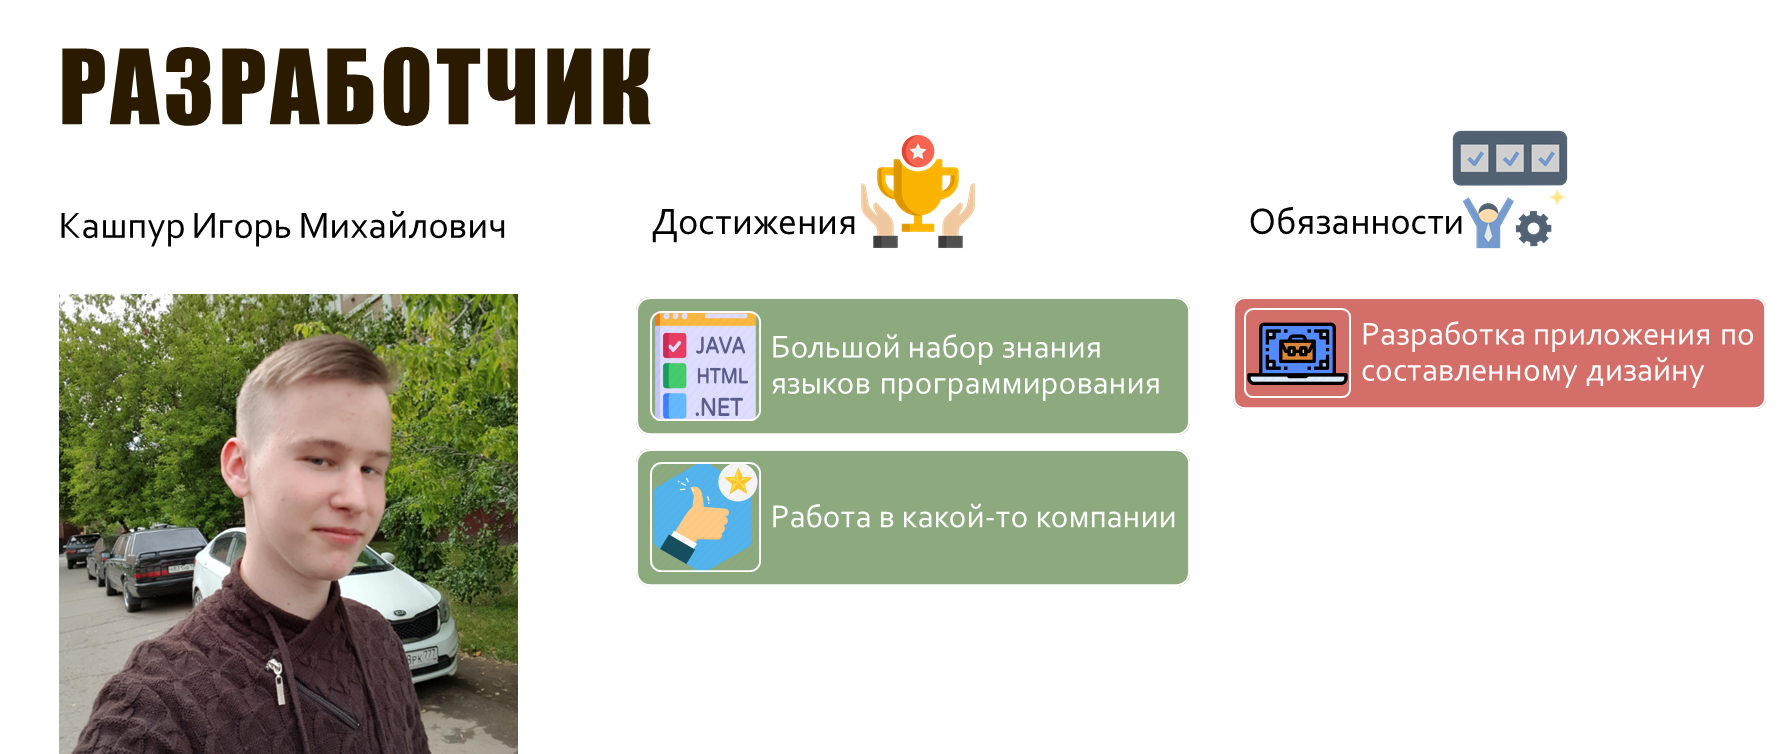 РАЗРАБОТЧИК
Кашпур Игорь Михайлович
Достижения
JAVA
HTML
.NET
Большой набор знания
языков программирования
Работа в какой-то компании
Обязанности
Разработка приложения по
составленному дизайну